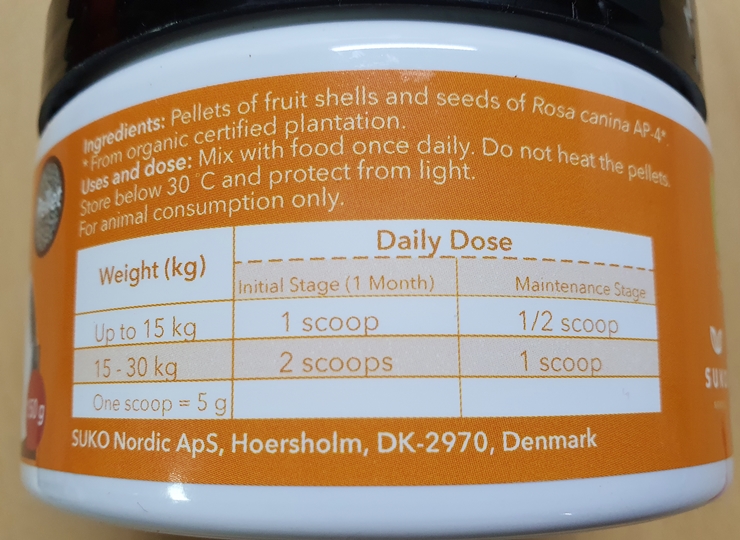 Ingredients: Pellets of fruit shells and seeds of Rosa canina AP-4*.
* From organic certified plantation.
Uses and dose: Mix with food once daily. Do not heat the pellets.
Store below 30 °C and protect from light.
For animal consumption only.
Weight (kg)
Daily Dose
Initial Stage (1 Month)
Maintenance Stage
Up to 15 kg
1 scoop
1/2 scoop
15 - 30 kg
2 scoops
1 scoop
One scoop = 5 g
SUKO Nordic ApS, Hoersholm, DK-2970, Denmark